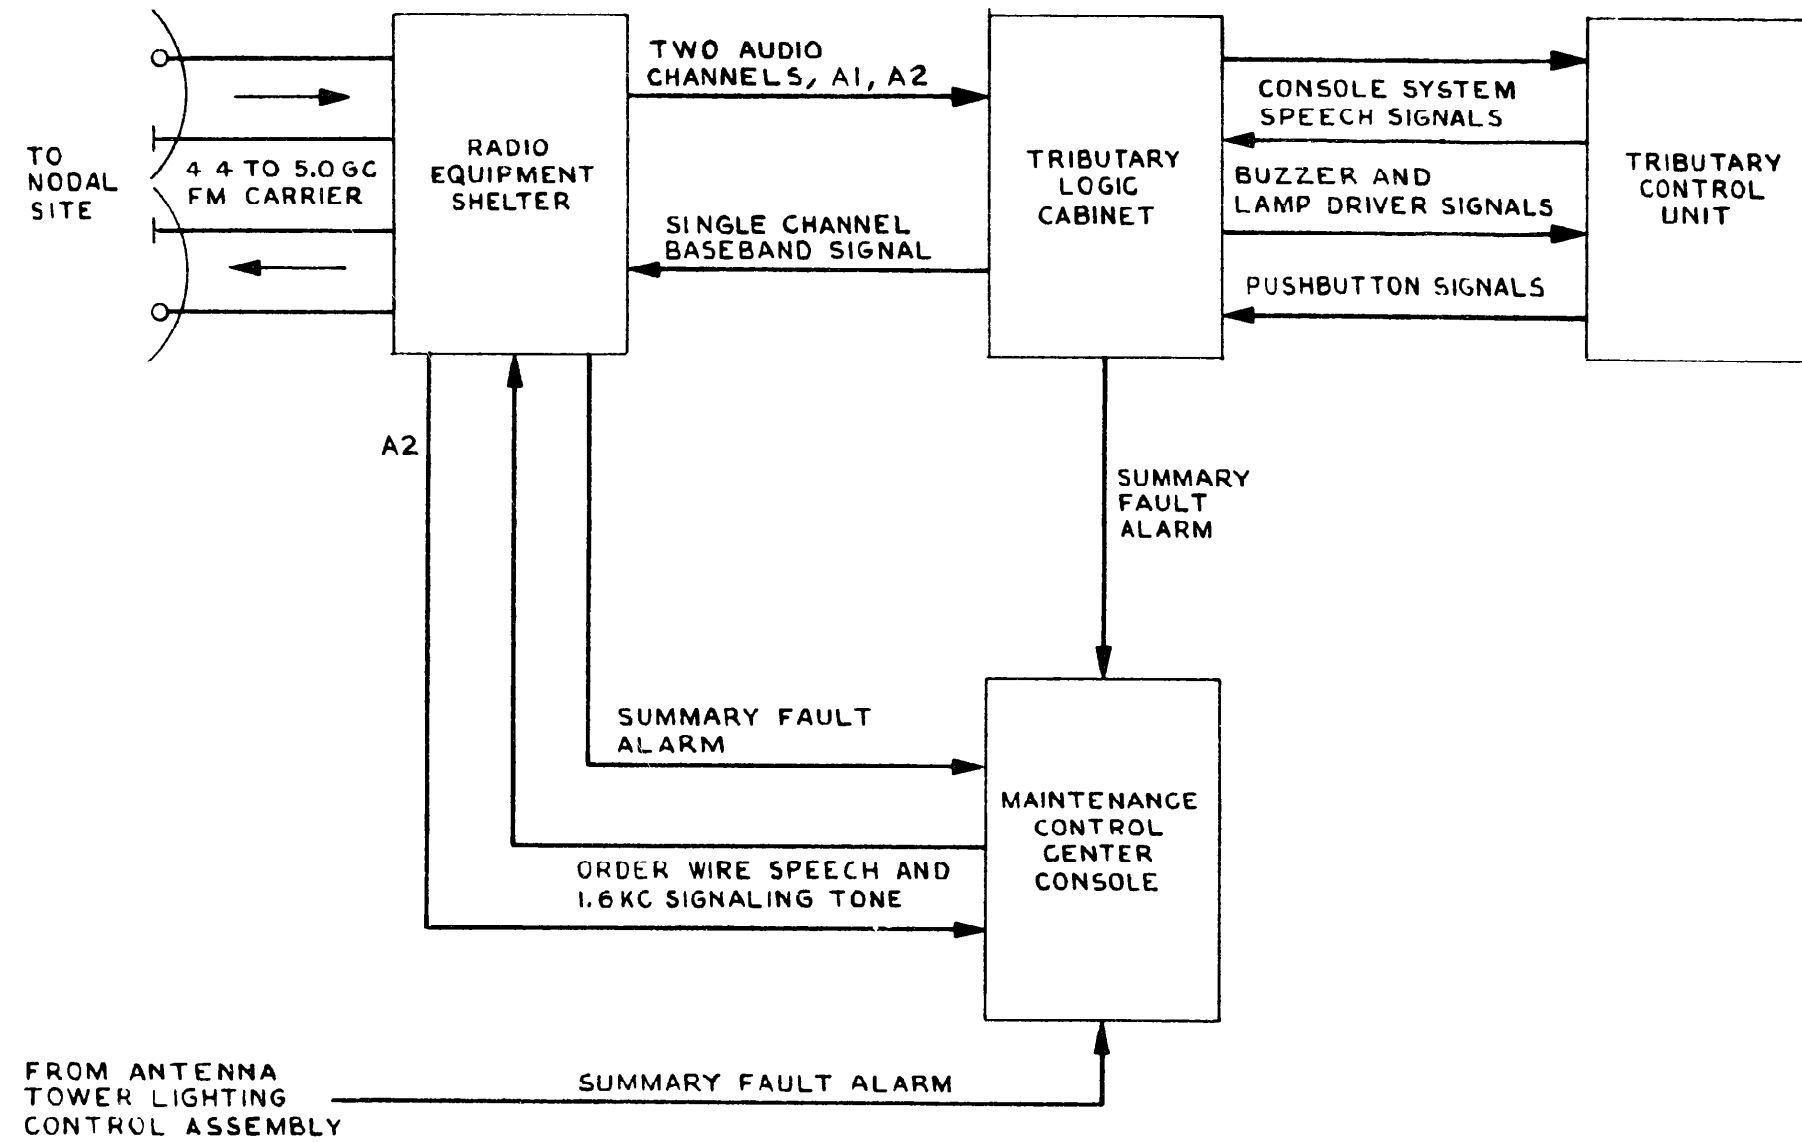 TO
NODAL
SITE
4 4 TO 5.0 GC
FM CARRIER
RADIO
EQUIPMENT
SHELTER
TWO AUDIO
CHANNELS, A1, A2
SINGLE CHANNEL
BASEBAND SIGNAL
TRIBUTARY
LOGIC
CABINET
CONSOLE SYSTEM
SPEECH SIGNALS
BUZZER AND
LAMP DRIVER SIGNALS
PUSHBUTTON SIGNALS
TRIBUTARY
CONTROL
UNIT
A2
SUMMARY
FAULT
ALARM
SUMMARY FAULT
ALARM
ORDER WIRE SPEECH AND
1.6KC SIGNALING TONE
MAINTENANCE
CONTROL
CENTER
CONSOLE
FROM ANTENNA
TOWER LIGHTING
CONTROL ASSEMBLY
SUMMARY FAULT ALARM